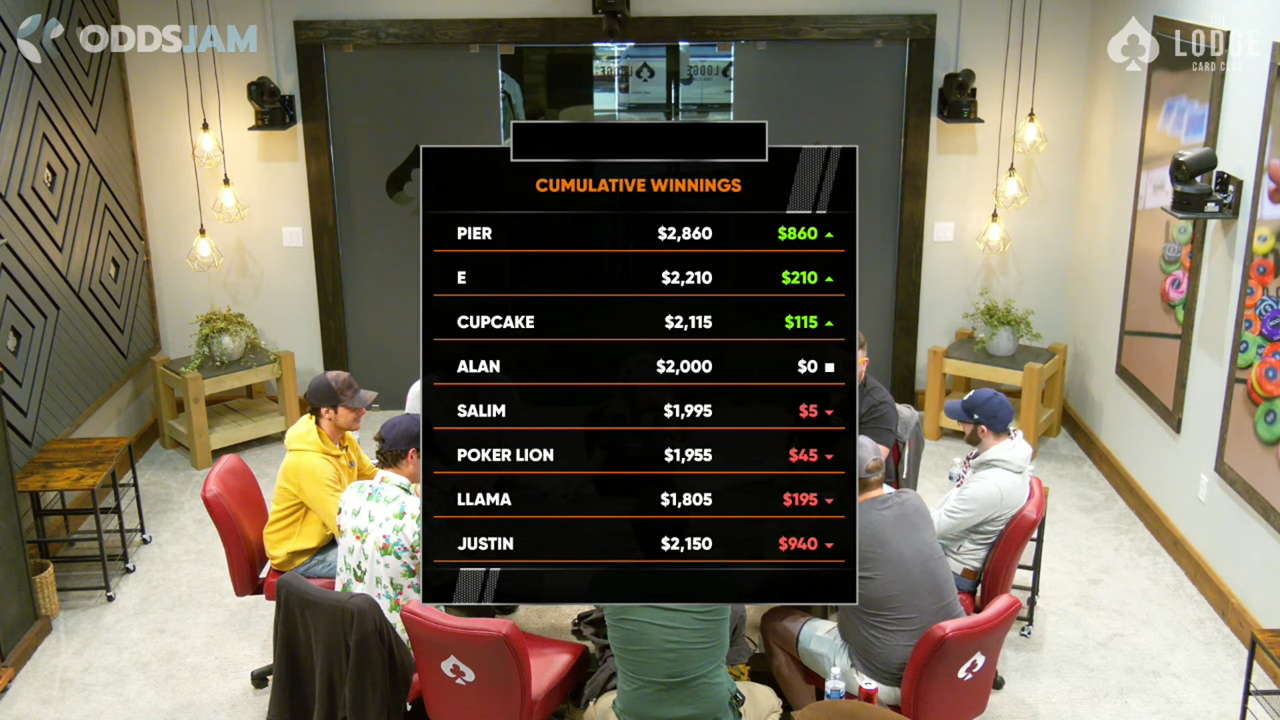 ODDSJAM
THE
LODGE
CARD CLUB
LODGE
CUMULATIVE WINNINGS
PIER $2,860 $860
E $2,210 $210
CUPCAKE $2,115 $115
ALAN $2,000 $0
SALIM $1,995 $5
POKER LION $1,955 $45
LLAMA $1,805 $195
JUSTIN $2,150 $940